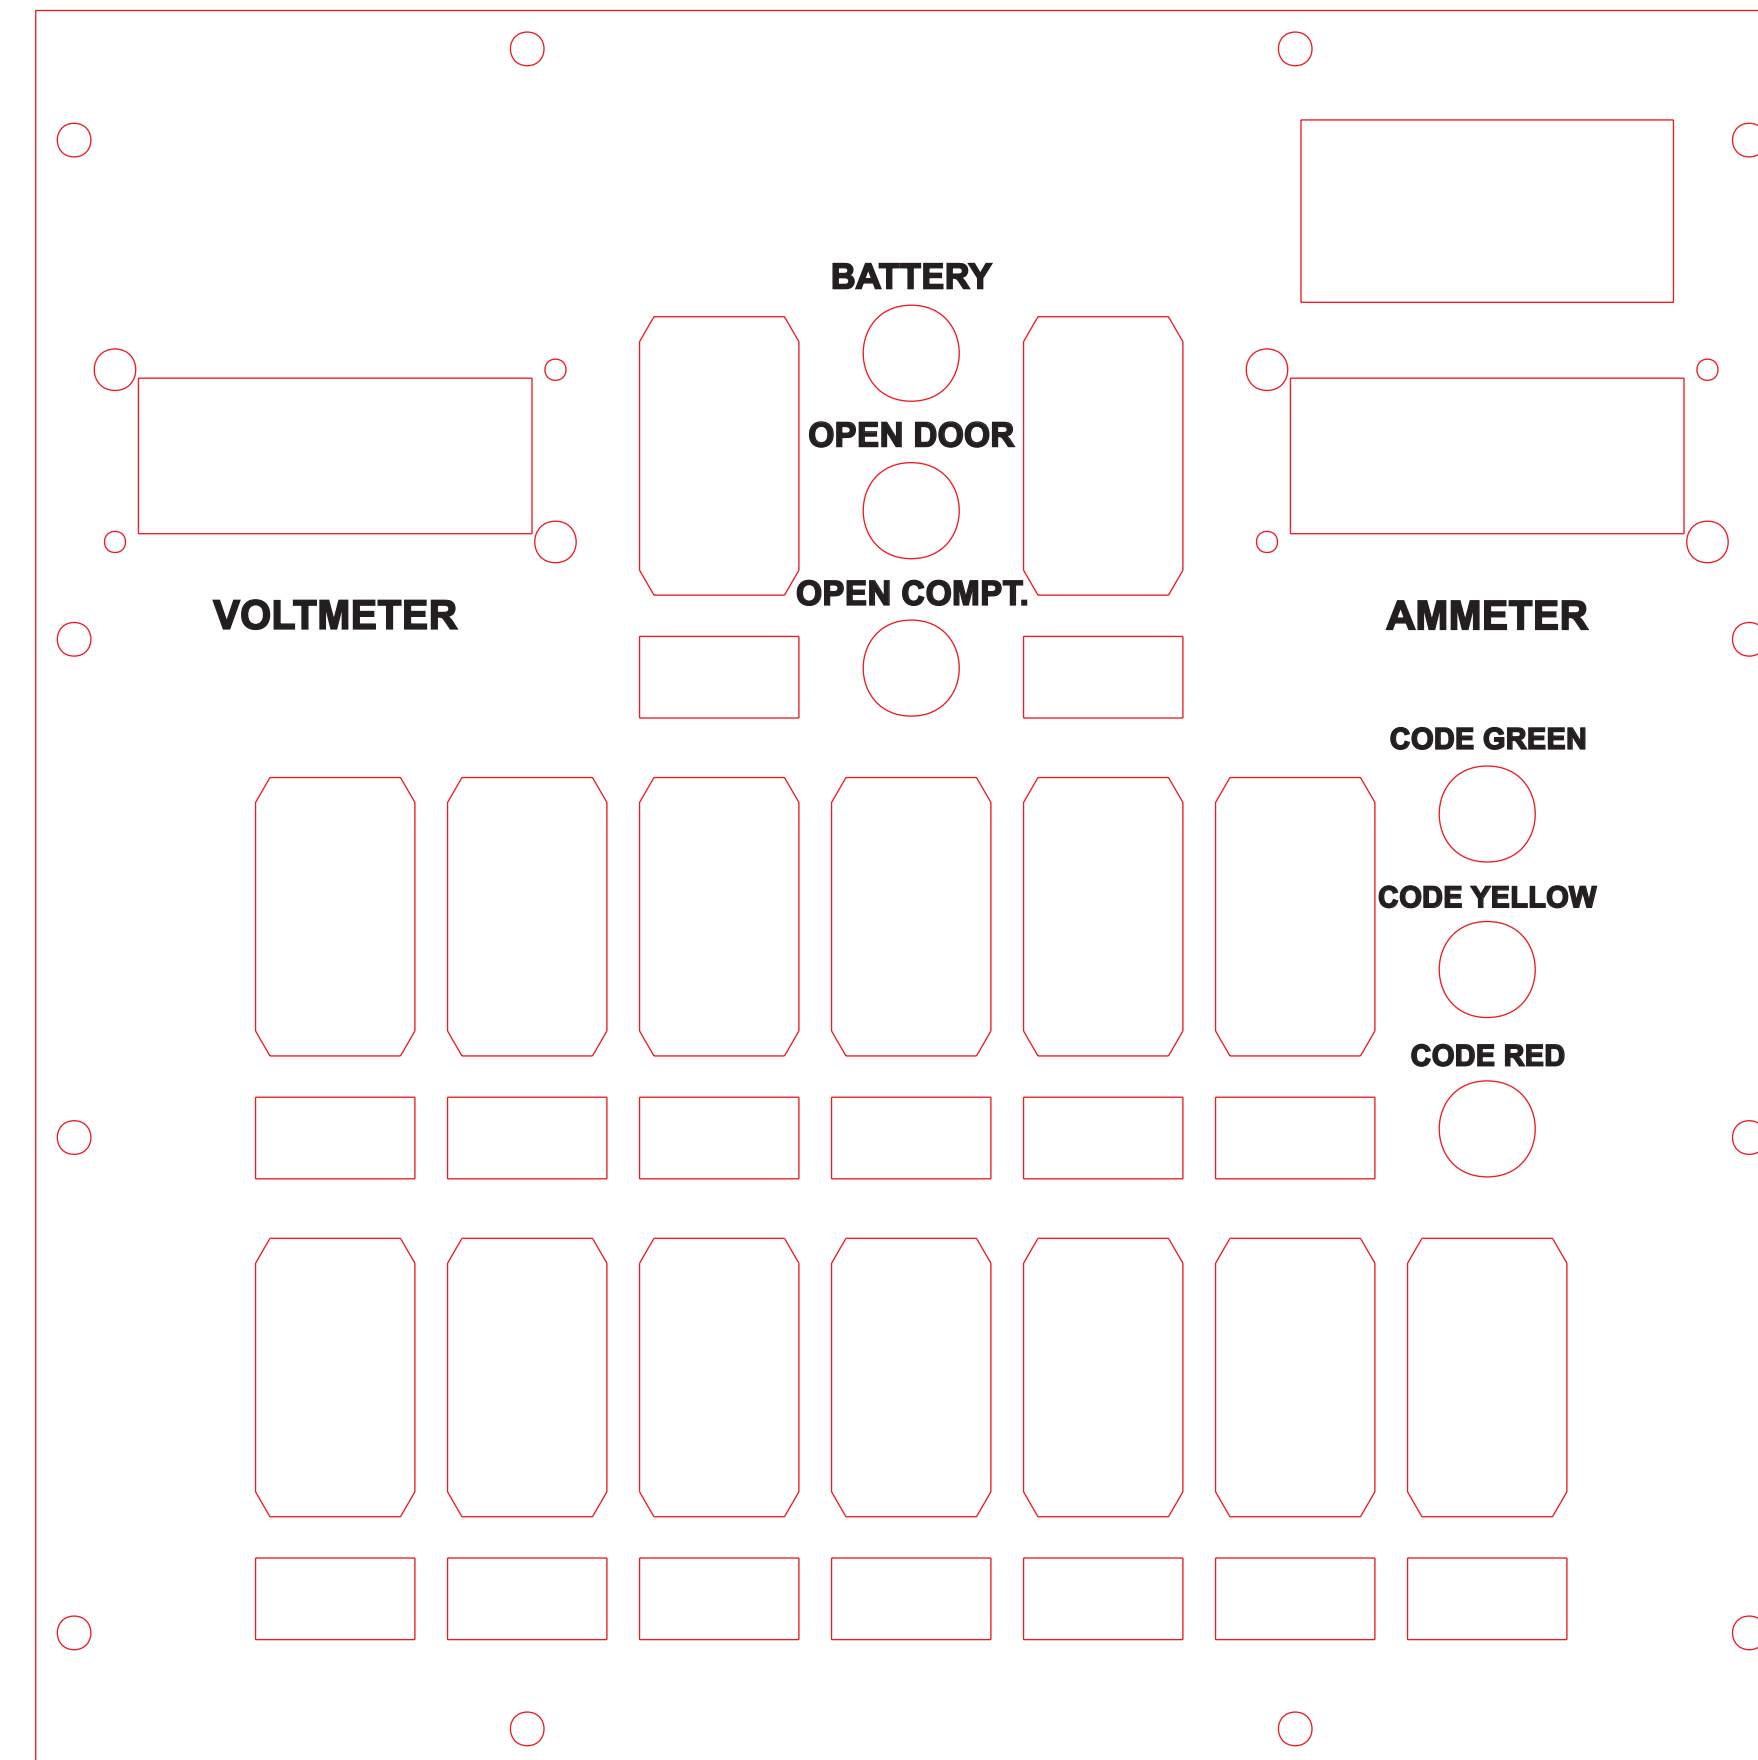 BATTERY
OPEN DOOR
OPEN COMPT.
VOLTMETER
AMMETER
CODE GREEN
CODE YELLOW
CODE RED